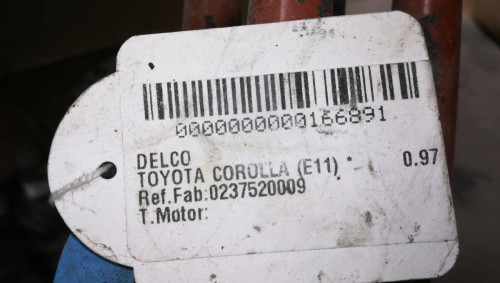 0000000000166891
DELCO
TOYOTA COROLLA (E11) * 0.97
Ref.Fab:0237520009
T.Motor: